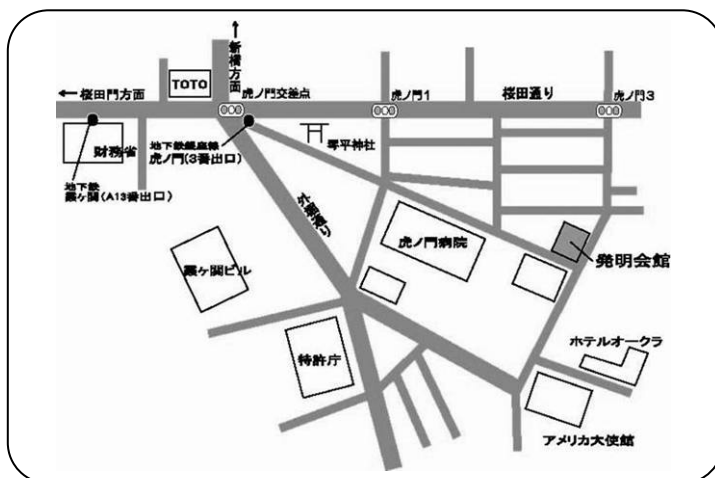 ↑新橋方面
←桜田門方面
TOTO
虎ノ門交差点
虎ノ門1
桜田通り
虎ノ門3
財務省
地下鉄銀座線
虎ノ門(3番出口)
琴平神社
地下鉄
霞ヶ関(A13番出口)
外堀通り
虎ノ門病院
霞ヶ関ビル
発明会館
特許庁
ホテルオークラ
アメリカ大使館